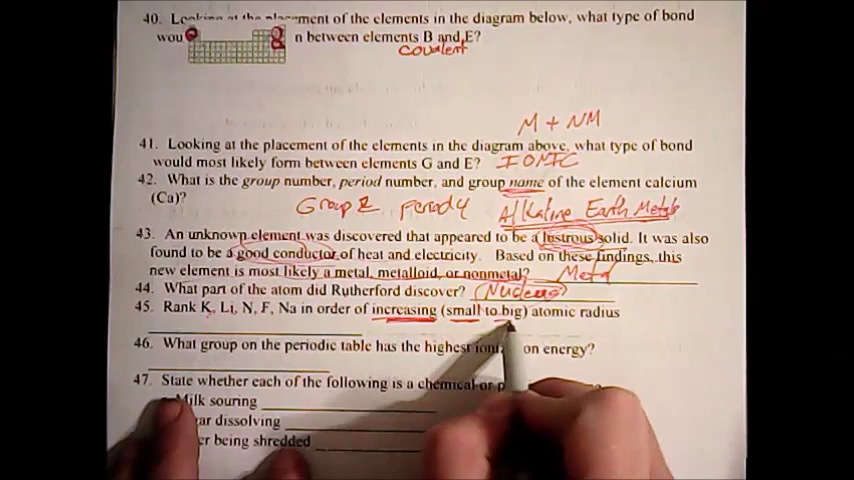 40. Looking at the placement of the elements in the diagram below, what type of bond
wou n between elements B and E?
covalent
M + NM
41. Looking at the placement of the elements in the diagram above, what type of bond
would most likely form between elements G and E? IONIC
42. What is the group number, period number, and group name of the element calcium
(Ca)? Group 2 period 4 Alkaline Earth Metals
43. An unknown element was discovered that appeared to be a lustrous solid. It was also
found to be a good conductor of heat and electricity. Based on these findings, this
new element is most likely a metal, metalloid, or nonmetal? Metal
44. What part of the atom did Rutherford discover? Nucleus
45. Rank K, Li, N, F, Na in order of increasing (small to big) atomic radius
46. What group on the periodic table has the highest on energy?
47. State whether each of the following is a chemical or
Milk souring
ar dissolving
er being shredded